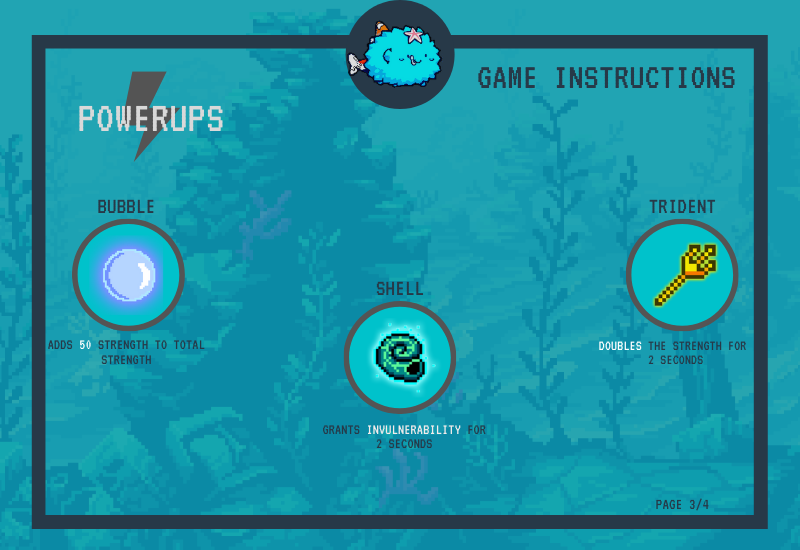 GAME INSTRUCTIONS
POWERUPS
BUBBLE
ADDS 50 STRENGTH TO TOTAL
STRENGTH
SHELL
GRANTS INVULNERABILITY FOR
2 SECONDS
TRIDENT
DOUBLES THE STRENGTH FOR
2 SECONDS
PAGE 3/4